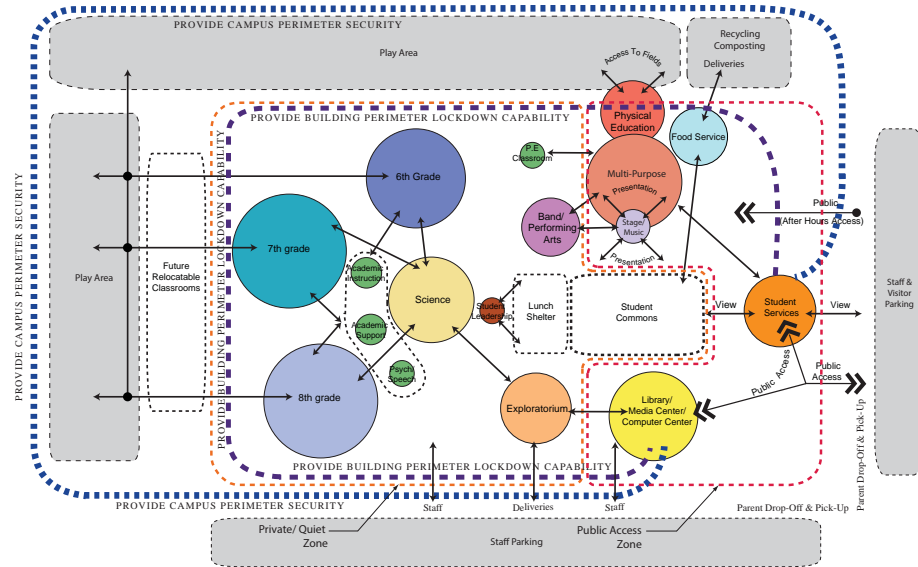 PROVIDE CAMPUS PERIMETER SECURITY
Play Area
Recycling
Composting
Deliveries
Access To Fields
PROVIDE BUILDING PERIMETER LOCKDOWN CAPABILITY
Physical
Education
Food Service
P.E
Classroom
6th Grade
Multi-Purpose
Presentation
Stage/
Music
Presentation
Band/
Performing
Arts
Public
(After Hours Access)
PROVIDE CAMPUS PERIMETER SECURITY
Play Area
Future
Relocatable
Classrooms
PROVIDE BUILDING PERIMETER LOCKDOWN CAPABILITY
7th grade
Academic
Instruction
Science
Student
Leadership
Lunch
Shelter
Student
Commons
View
Student
Services
View
Staff &
Visitor
Parking
Academic
Support
Psych/
Speech
8th grade
Exploratorium
Library/
Media Center/
Computer Center
Public Access
Public
Access
Parent Drop-Off & Pick-Up
PROVIDE BUILDING PERIMETER LOCKDOWN CAPABILITY
PROVIDE CAMPUS PERIMETER SECURITY
Staff
Deliveries
Staff
Parent Drop-Off & Pick-Up
Private/ Quiet
Zone
Staff Parking
Public Access
Zone